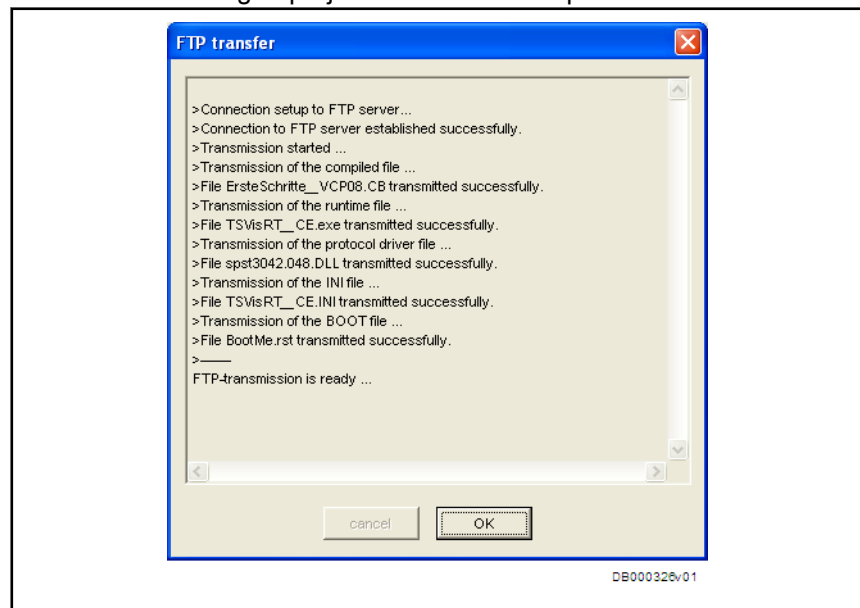 FTP transfer
>Connection setup to FTP server...
>Connection to FTP server established successfully.
>Transmission started ...
>Transmission of the compiled file ...
>File ErsteSchritte__VCP08.CB transmitted successfully.
>Transmission of the runtime file ...
>File TSVisRT__CE.exe transmitted successfully.
>Transmission of the protocol driver file ...
>File spst3042.048.DLL transmitted successfully.
>Transmission of the INI file ...
>File TSVisRT__CE.INI transmitted successfully.
>Transmission of the BOOT file ...
>File BootMe.rst transmitted successfully.
>-------
FTP-transmission is ready ...
cancel
OK
DB000326v01